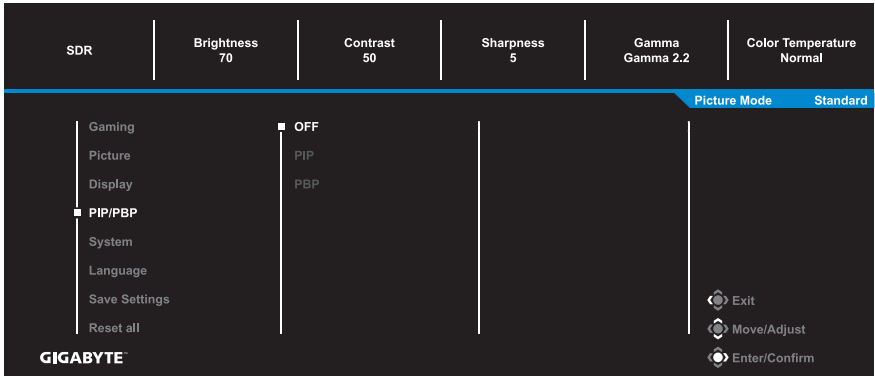 SDR
Brightness
70
Contrast
50
Sharpness
5
Gamma
Gamma 2.2
Color Temperature
Normal
Picture Mode Standard
Gaming
Picture
Display
PIP/PBP
System
Language
Save Settings
Reset all
OFF
PIP
PBP
Exit
Move/Adjust
Enter/Confirm
GIGABYTE™